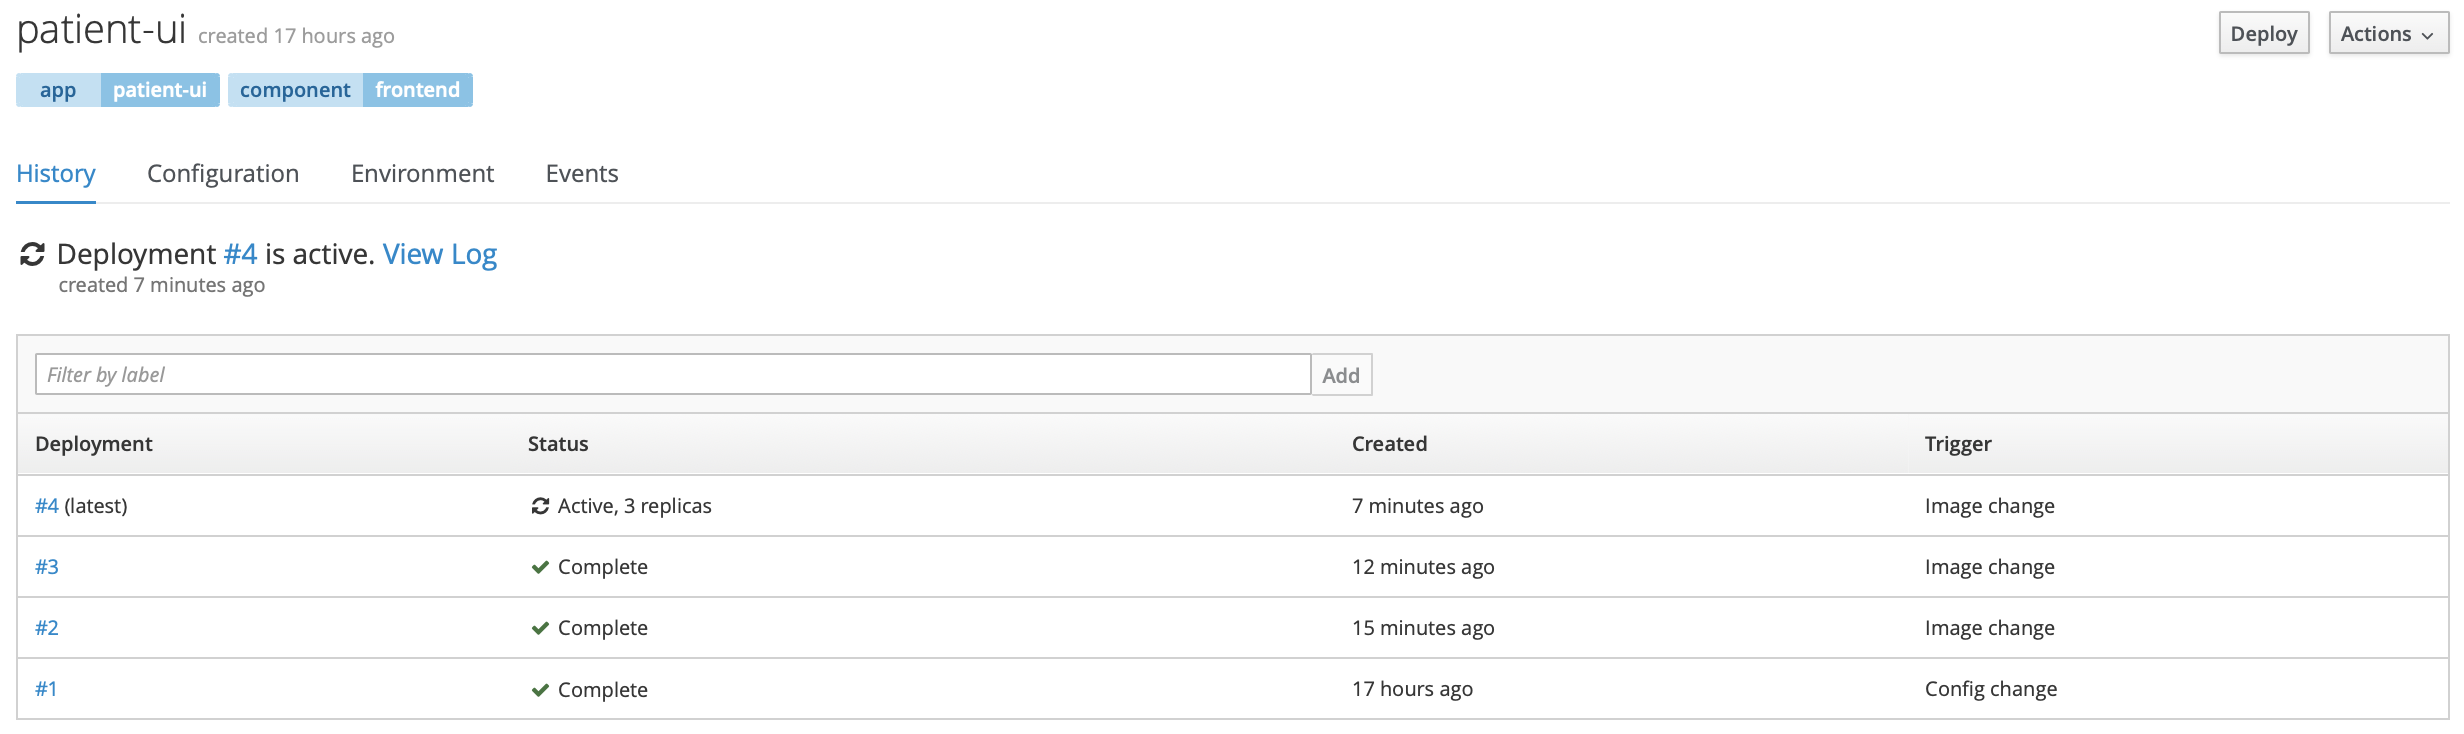 patient-ui created 17 hours ago
Deploy
Actions
app patient-ui component frontend
History Configuration Environment Events
Deployment #4 is active. View Log
created 7 minutes ago
Filter by label
Add
Deployment Status Created Trigger
#4 (latest) Active, 3 replicas 7 minutes ago Image change
#3 Complete 12 minutes ago Image change
#2 Complete 15 minutes ago Image change
#1 Complete 17 hours ago Config change